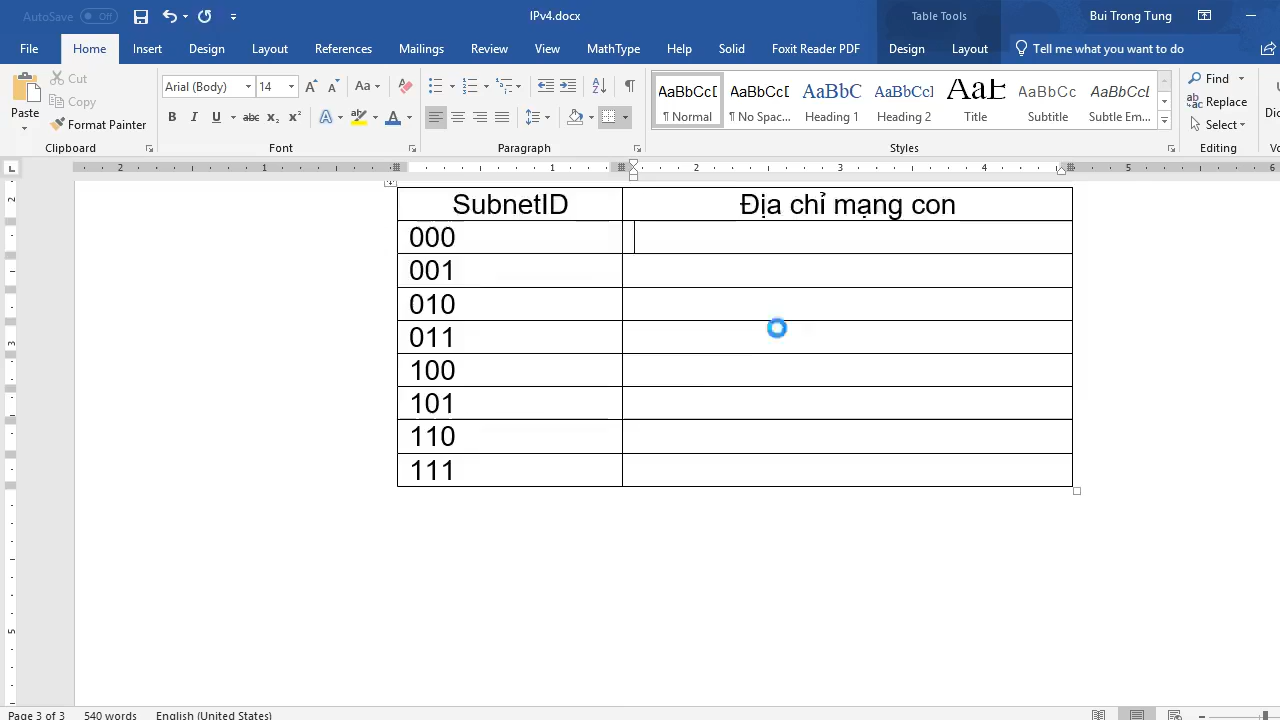 AutoSave Off
IPv4.docx
Table Tools
Bui Trong Tung
File Home Insert Design Layout References Mailings Review View MathType Help Solid Foxit Reader PDF Design Layout Tell me what you want to do
Paste
Cut
Copy
Format Painter
Clipboard
Arial (Body) 14
Font
Paragraph
AaBbCcD AaBbCcD AaBbC AaBbCcI AaBbCcC AaBbCcI
¶ Normal ¶ No Spac... Heading 1 Heading 2 Title Subtitle Subtle Em...
Styles
Find
Replace
Select
Editing
SubnetID Địa chỉ mạng con
000
001
010
011
100
101
110
111
Page 3 of 3 540 words English (United States)